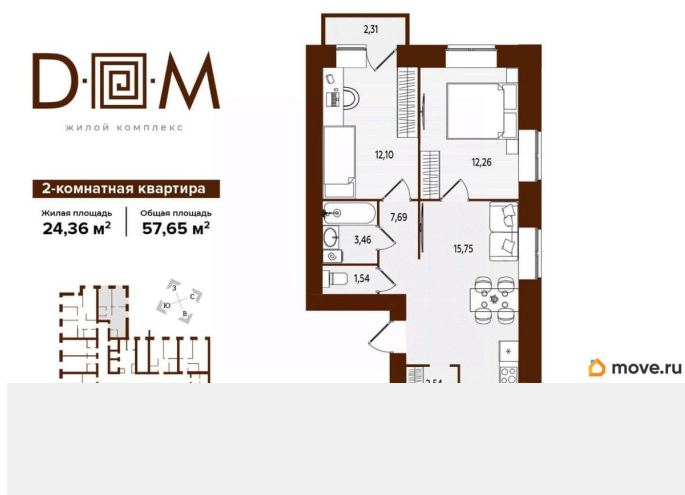 D·O·M
жилой комплекс
2-комнатная квартира
Жилая площадь
24,36 м²
Общая площадь
57,65 м²
З
С
Ю
В
2,31
12,10
12,26
7,69
3,46
15,75
1,54
move.ru